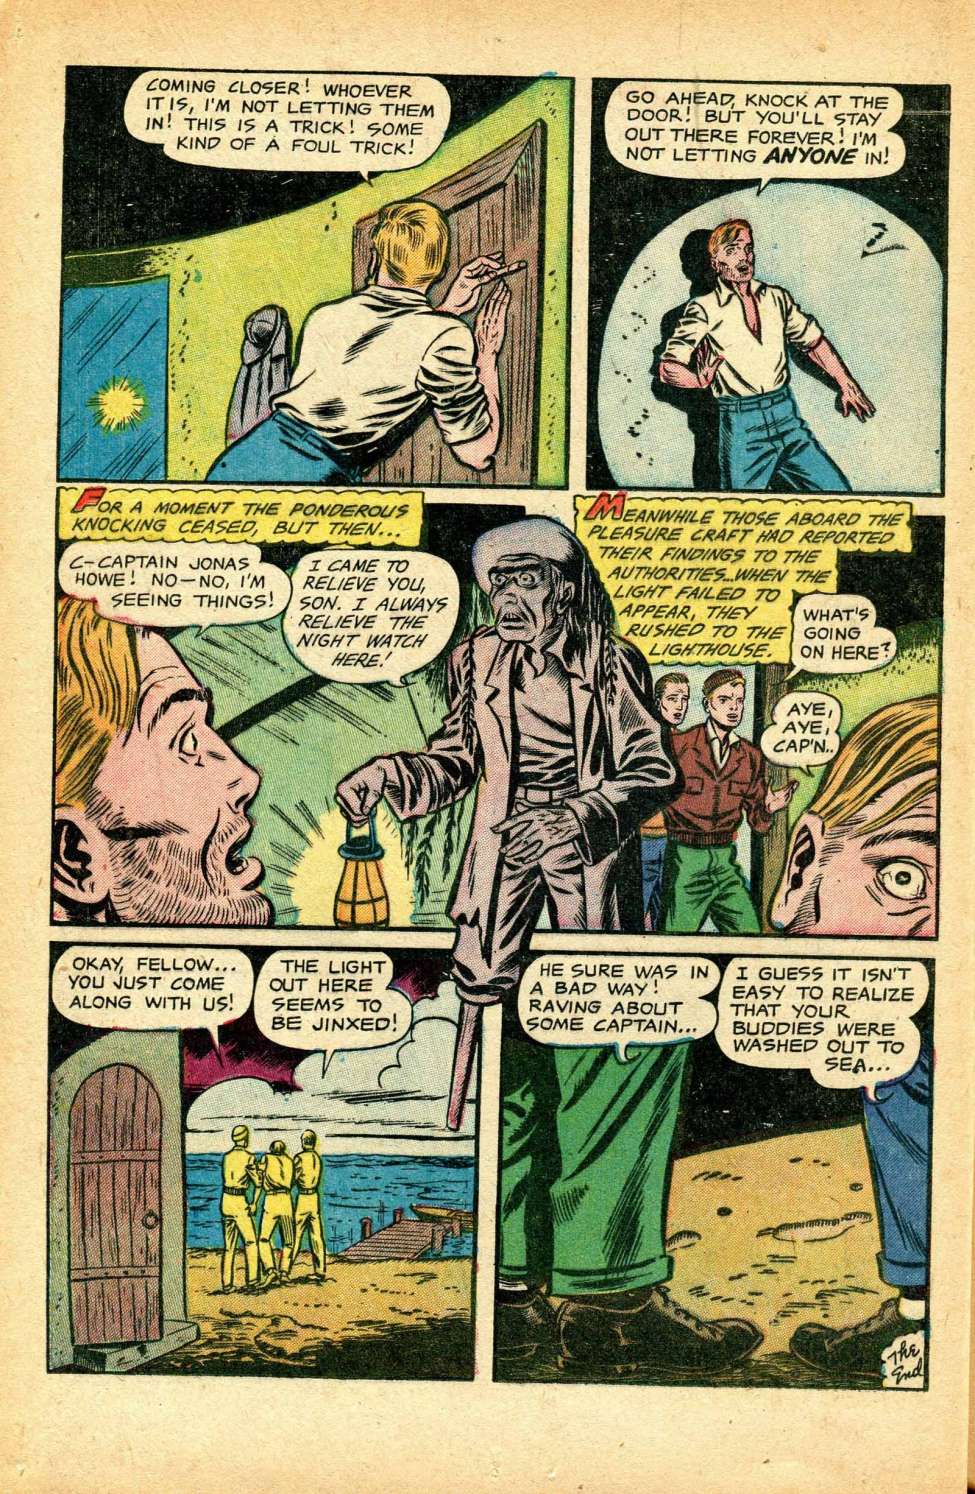 COMING CLOSER! WHOEVER
IT IS, I'M NOT LETTING THEM
IN! THIS IS A TRICK! SOME
KIND OF A FOUL TRICK!
GO AHEAD, KNOCK AT THE
DOOR! BUT YOU'LL STAY
OUT THERE FOREVER! I'M
NOT LETTING ANYONE IN!
FOR A MOMENT THE PONDEROUS
KNOCKING CEASED, BUT THEN...
C-CAPTAIN JONAS
HOWE! NO-NO, I'M
SEEING THINGS!
I CAME TO
RELIEVE YOU,
SON. I ALWAYS
RELIEVE THE
NIGHT WATCH
HERE!
MEANWHILE THOSE ABOARD THE
PLEASURE CRAFT HAD REPORTED
THEIR FINDINGS TO THE
AUTHORITIES...WHEN THE
LIGHT FAILED TO
APPEAR, THEY
RUSHED TO THE
LIGHTHOUSE.
WHAT'S
GOING
ON HERE?
AYE,
AYE,
CAP'N..
OKAY, FELLOW...
YOU JUST COME
ALONG WITH US!
THE LIGHT
OUT HERE
SEEMS TO
BE JINXED!
HE SURE WAS IN
A BAD WAY!
RAVING ABOUT
SOME CAPTAIN...
I GUESS IT ISN'T
EASY TO REALIZE
THAT YOUR
BUDDIES WERE
WASHED OUT TO
SEA...
The
End